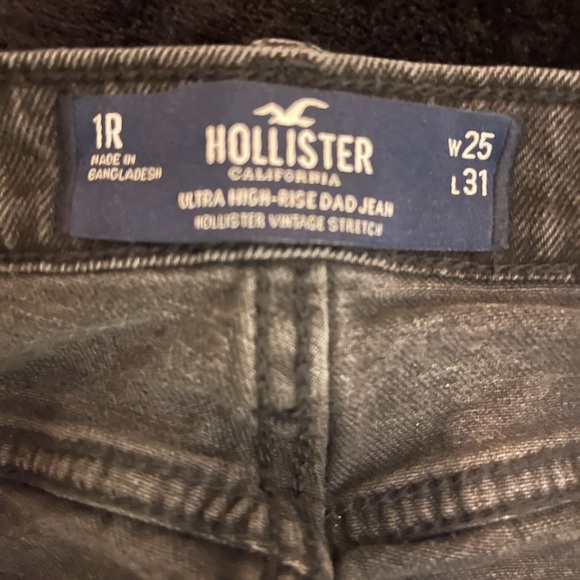 1R
MADE IN
BANGLADESH
HOLLISTER
CALIFORNIA
ULTRA HIGH-RISE DAD JEAN
HOLLISTER VINTAGE STRETCH
W25
L31